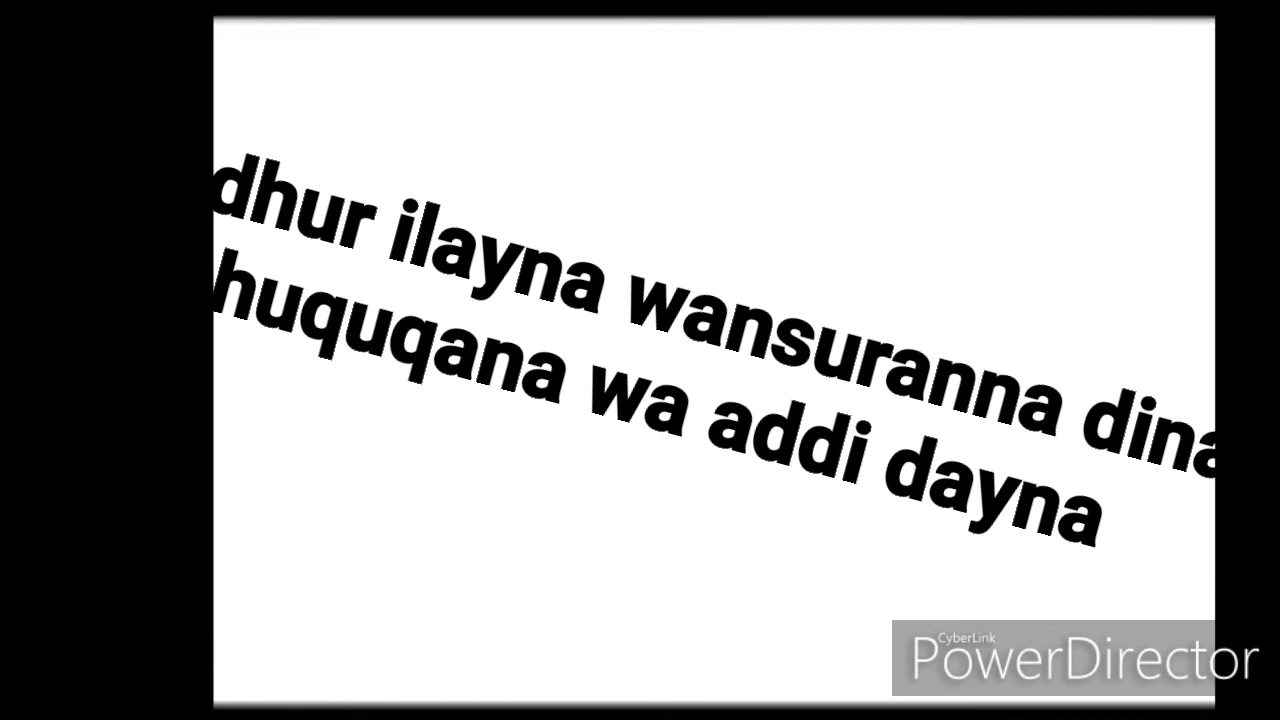 dhur ilayna wansuranna dina
huquqana wa addi dayna
CyberLink
PowerDirector